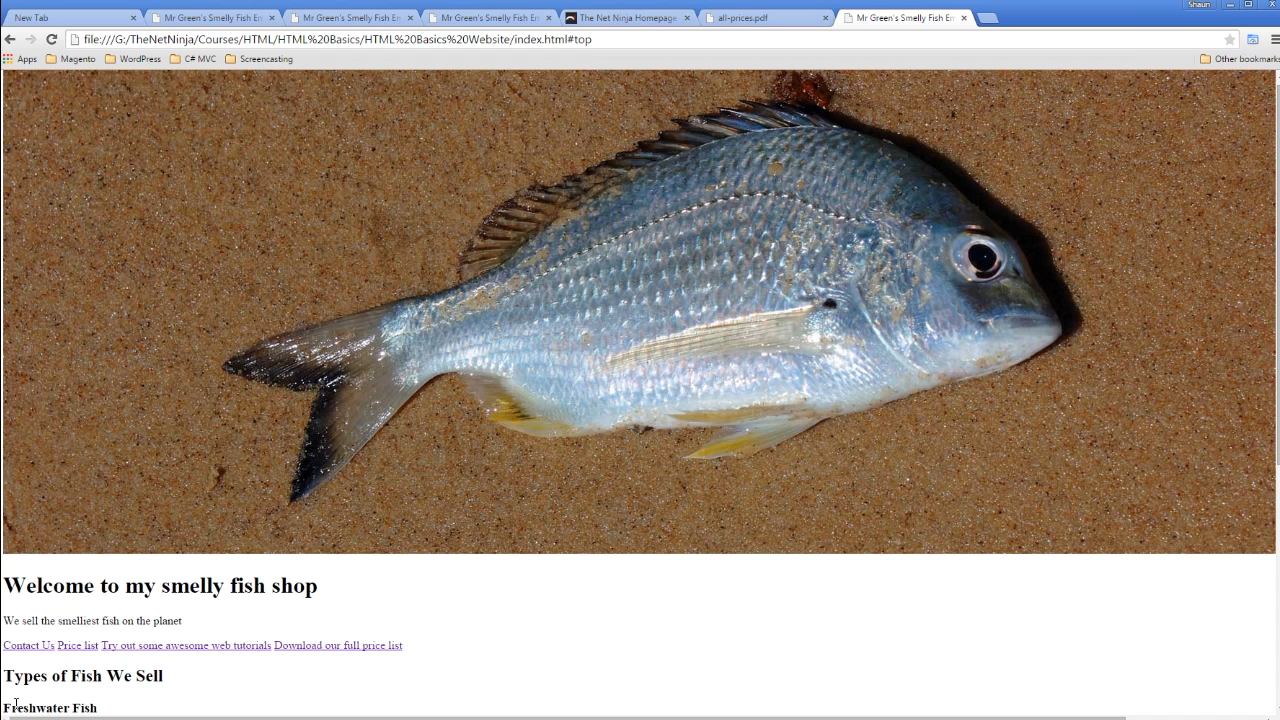 Shaun
New Tab
Mr Green's Smelly Fish En
Mr Green's Smelly Fish En
Mr Green's Smelly Fish En
The Net Ninja Homepage
all-prices.pdf
Mr Green's Smelly Fish En
file:///G:/TheNetNinja/Courses/HTML/HTML%20Basics/HTML%20Basics%20Website/index.html#top
Apps Magento WordPress C# MVC Screencasting Other bookmarks
Welcome to my smelly fish shop
We sell the smelliest fish on the planet
Contact Us Price list Try out some awesome web tutorials Download our full price list
Types of Fish We Sell
Freshwater Fish